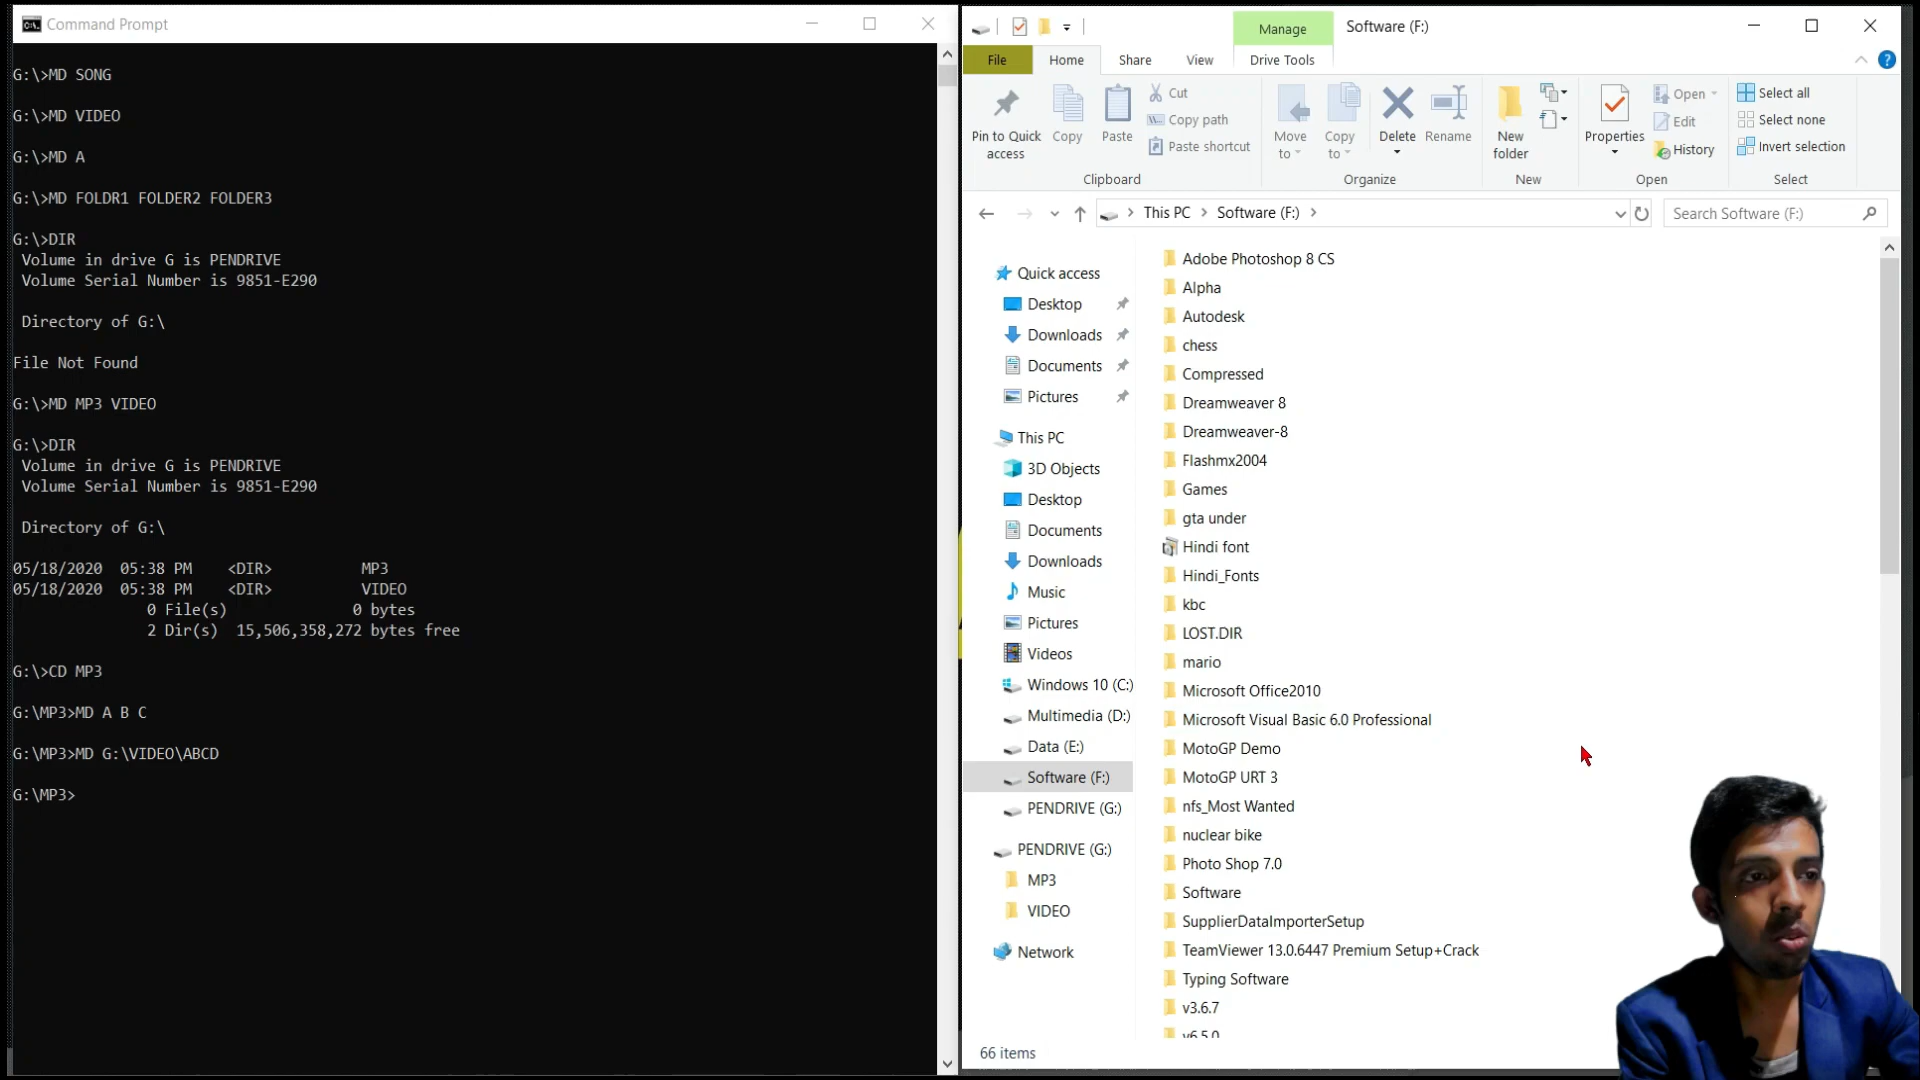 Command Prompt
G:\>MD SONG
G:\>MD VIDEO
G:\>MD A
G:\>MD FOLDR1 FOLDER2 FOLDER3
G:\>DIR
Volume in drive G is PENDRIVE
Volume Serial Number is 9851-E290
Directory of G:\
File Not Found
G:\>MD MP3 VIDEO
G:\>DIR
Volume in drive G is PENDRIVE
Volume Serial Number is 9851-E290
Directory of G:\
05/18/2020 05:38 PM <DIR> MP3
05/18/2020 05:38 PM <DIR> VIDEO
0 File(s) 0 bytes
2 Dir(s) 15,506,358,272 bytes free
G:\>CD MP3
G:\MP3>MD A B C
G:\MP3>MD G:\VIDEO\ABCD
G:\MP3>
Manage Software (F:)
File Home Share View Drive Tools
Pin to Quick access
Copy
Paste
Cut
Copy path
Paste shortcut
Clipboard
Move to
Copy to
Delete
Rename
Organize
New folder
New
Properties
Open
Edit
History
Open
Select all
Select none
Invert selection
Select
This PC > Software (F:) >
Search Software (F:)
Quick access
Desktop
Downloads
Documents
Pictures
This PC
3D Objects
Desktop
Documents
Downloads
Music
Pictures
Videos
Windows 10 (C:)
Multimedia (D:)
Data (E:)
Software (F:)
PENDRIVE (G:)
PENDRIVE (G:)
MP3
VIDEO
Network
Adobe Photoshop 8 CS
Alpha
Autodesk
chess
Compressed
Dreamweaver 8
Dreamweaver-8
Flashmx2004
Games
gta under
Hindi font
Hindi_Fonts
kbc
LOST.DIR
mario
Microsoft Office2010
Microsoft Visual Basic 6.0 Professional
MotoGP Demo
MotoGP URT 3
nfs_Most Wanted
nuclear bike
Photo Shop 7.0
Software
SupplierDataImporterSetup
TeamViewer 13.0.6447 Premium Setup+Crack
Typing Software
v3.6.7
v6.5.0
66 items